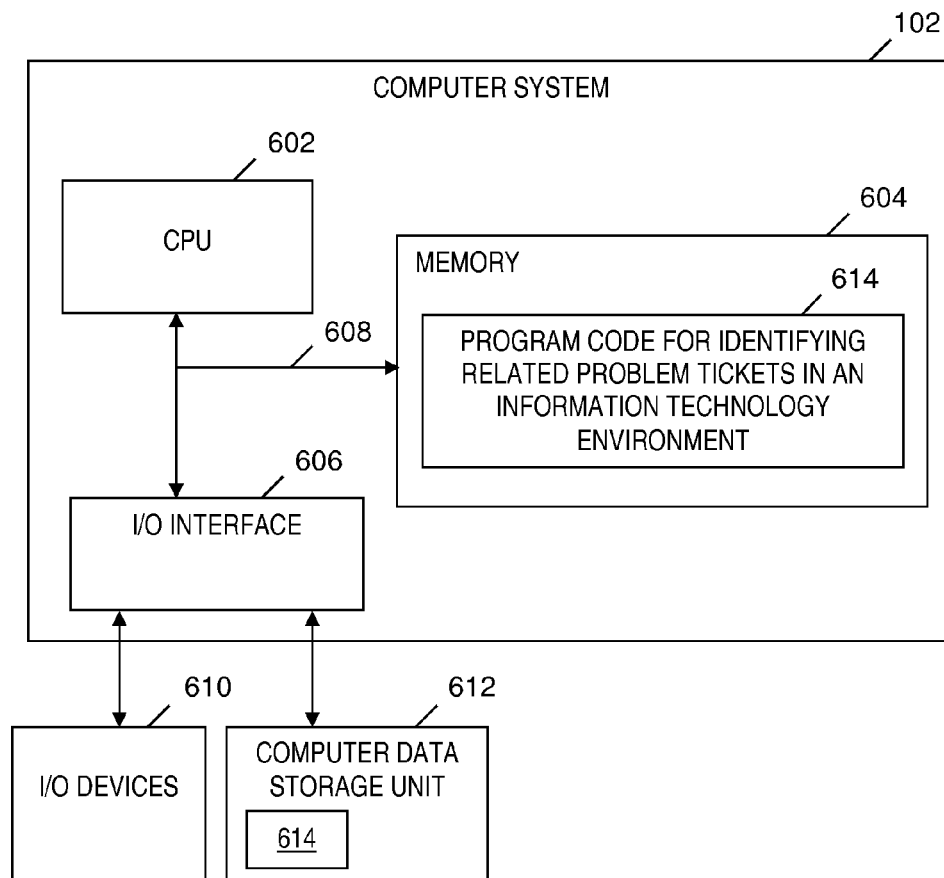 102
COMPUTER SYSTEM
602
CPU
604
MEMORY
614
PROGRAM CODE FOR IDENTIFYING
RELATED PROBLEM TICKETS IN AN
INFORMATION TECHNOLOGY
ENVIRONMENT
608
606
I/O INTERFACE
610
I/O DEVICES
612
COMPUTER DATA
STORAGE UNIT
614